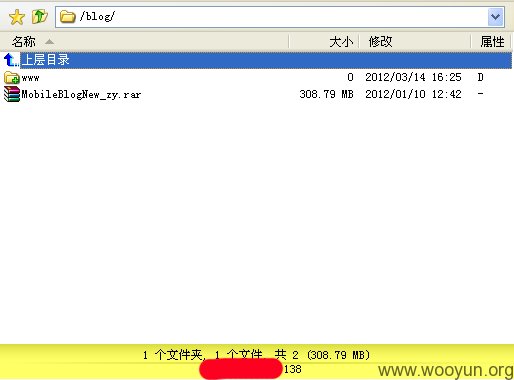 /blog/
名称 大小 修改 属性
上层目录
www 0 2012/03/14 16:25 D
MobileBlogNew_zy.rar 308.79 MB 2012/01/10 12:42 -
1 个文件夹, 1 个文件, 共 2 (308.79 MB)
138
www.wooyun.org